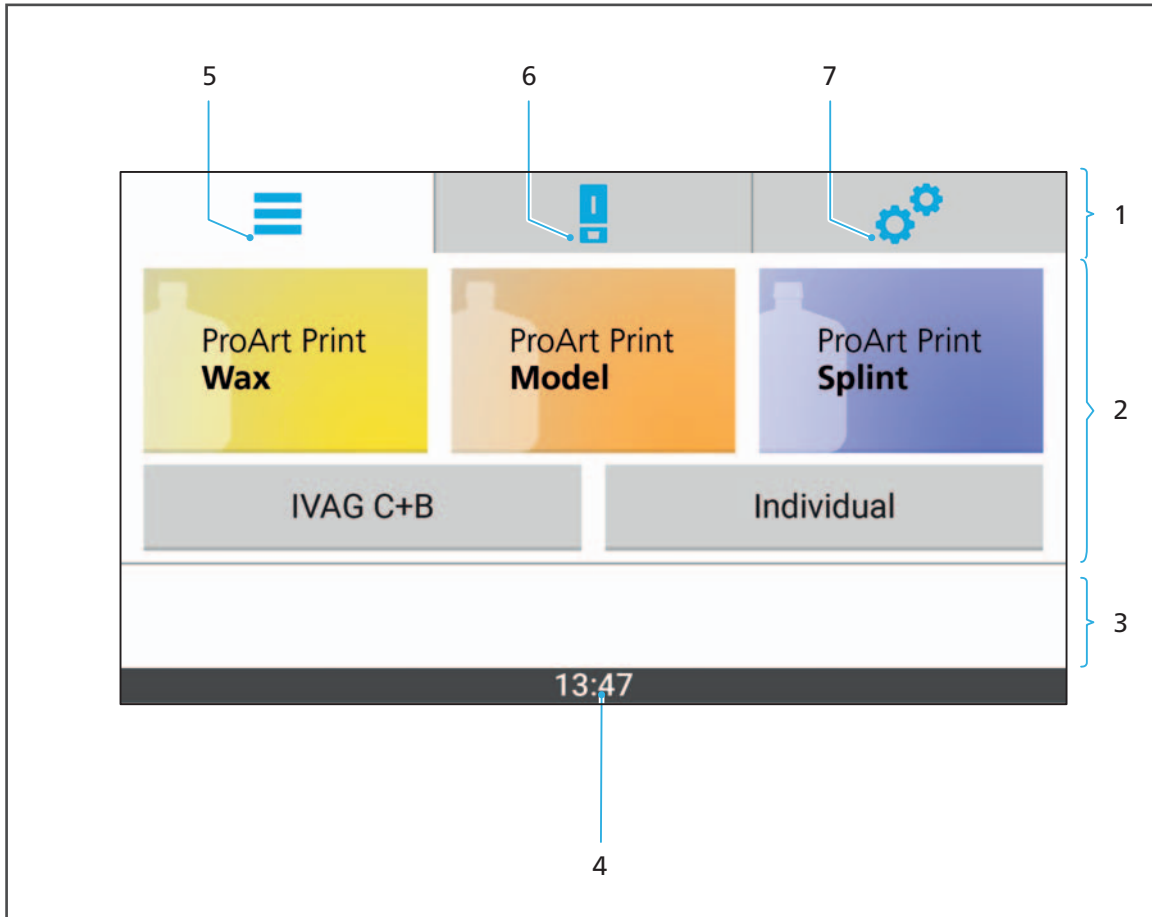 5 6 7
1
ProArt Print
Wax
ProArt Print
Model
ProArt Print
Splint
2
IVAG C+B
Individual
3
13:47
4